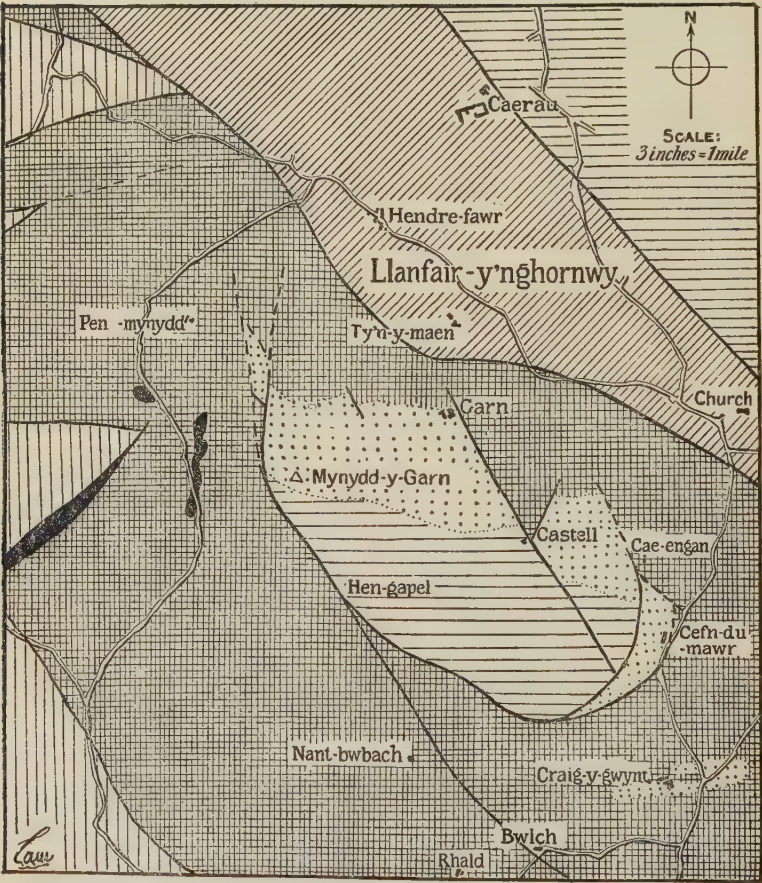 N
SCALE:
3 inches = 1 mile
Caerau
Hendre-fawr
Llanfair-y'nghornwy
Pen-mynydd
Ty'n-y-maen
Church
Garn
Mynydd-y-Garn
Castell
Cae-engan
Hen-gapel
Cefn-du
-mawr
Nant-bwbach
Craig-y-gwynt
Bwlch
Rhald